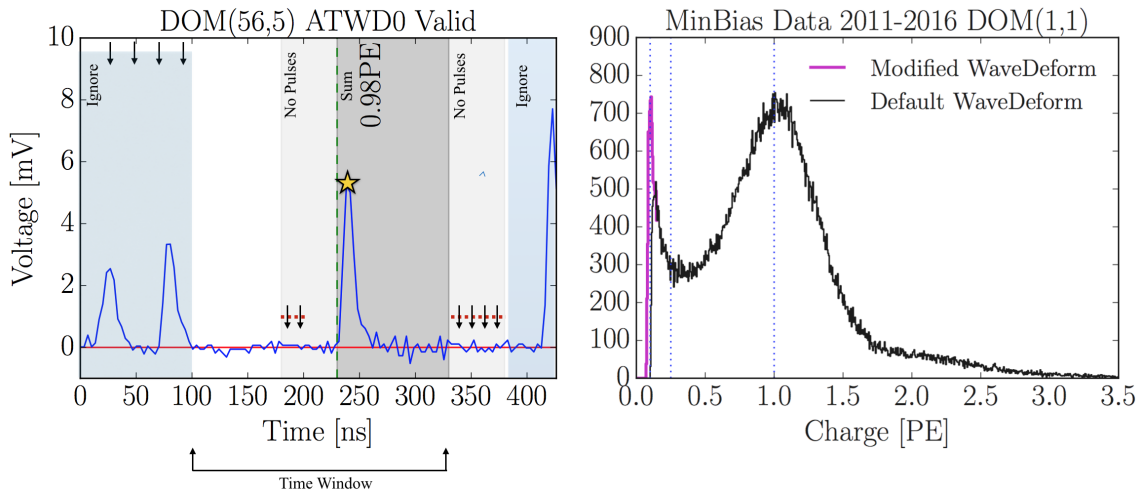 DOM(56,5) ATWD0 Valid
10
8
6
4
2
0
Voltage [mV]
Ignore
No Pulses
Sum
0.98PE
No Pulses
Ignore
0 50 100 150 200 250 300 350 400
Time [ns]
Time Window
MinBias Data 2011-2016 DOM(1,1)
900
800
700
600
500
400
300
200
100
0
Modified WaveDeform
Default WaveDeform
0.0 0.5 1.0 1.5 2.0 2.5 3.0 3.5
Charge [PE]